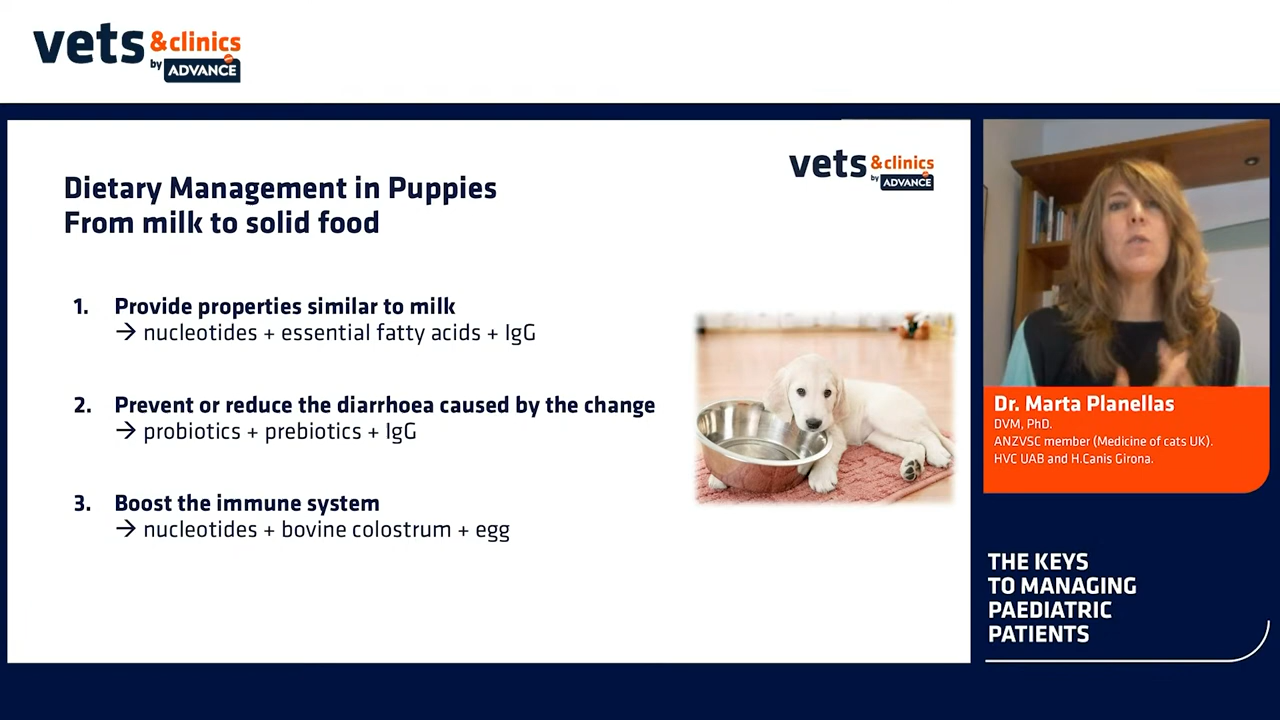 vets &clinics
by ADVANCE
vets &clinics
by ADVANCE
Dietary Management in Puppies
From milk to solid food
1. Provide properties similar to milk
→ nucleotides + essential fatty acids + IgG
2. Prevent or reduce the diarrhoea caused by the change
→ probiotics + prebiotics + IgG
3. Boost the immune system
→ nucleotides + bovine colostrum + egg
Dr. Marta Planellas
DVM, PhD.
ANZVSC member (Medicine of cats UK).
HVC UAB and H.Canis Girona.
THE KEYS
TO MANAGING
PAEDIATRIC
PATIENTS